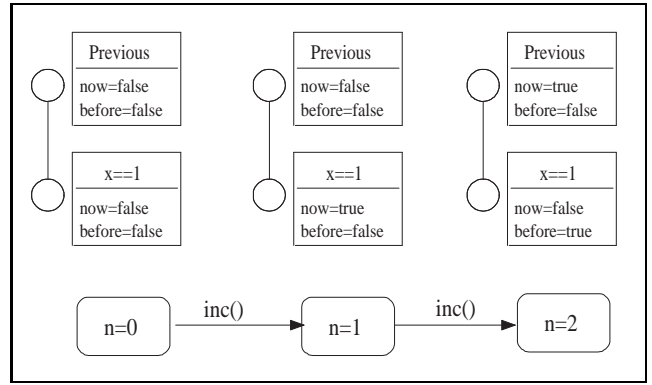 Previous
now=false
before=false
Previous
now=false
before=false
Previous
now=true
before=false
x==1
now=false
before=false
x==1
now=true
before=false
x==1
now=false
before=true
inc()
inc()
n=0
n=1
n=2